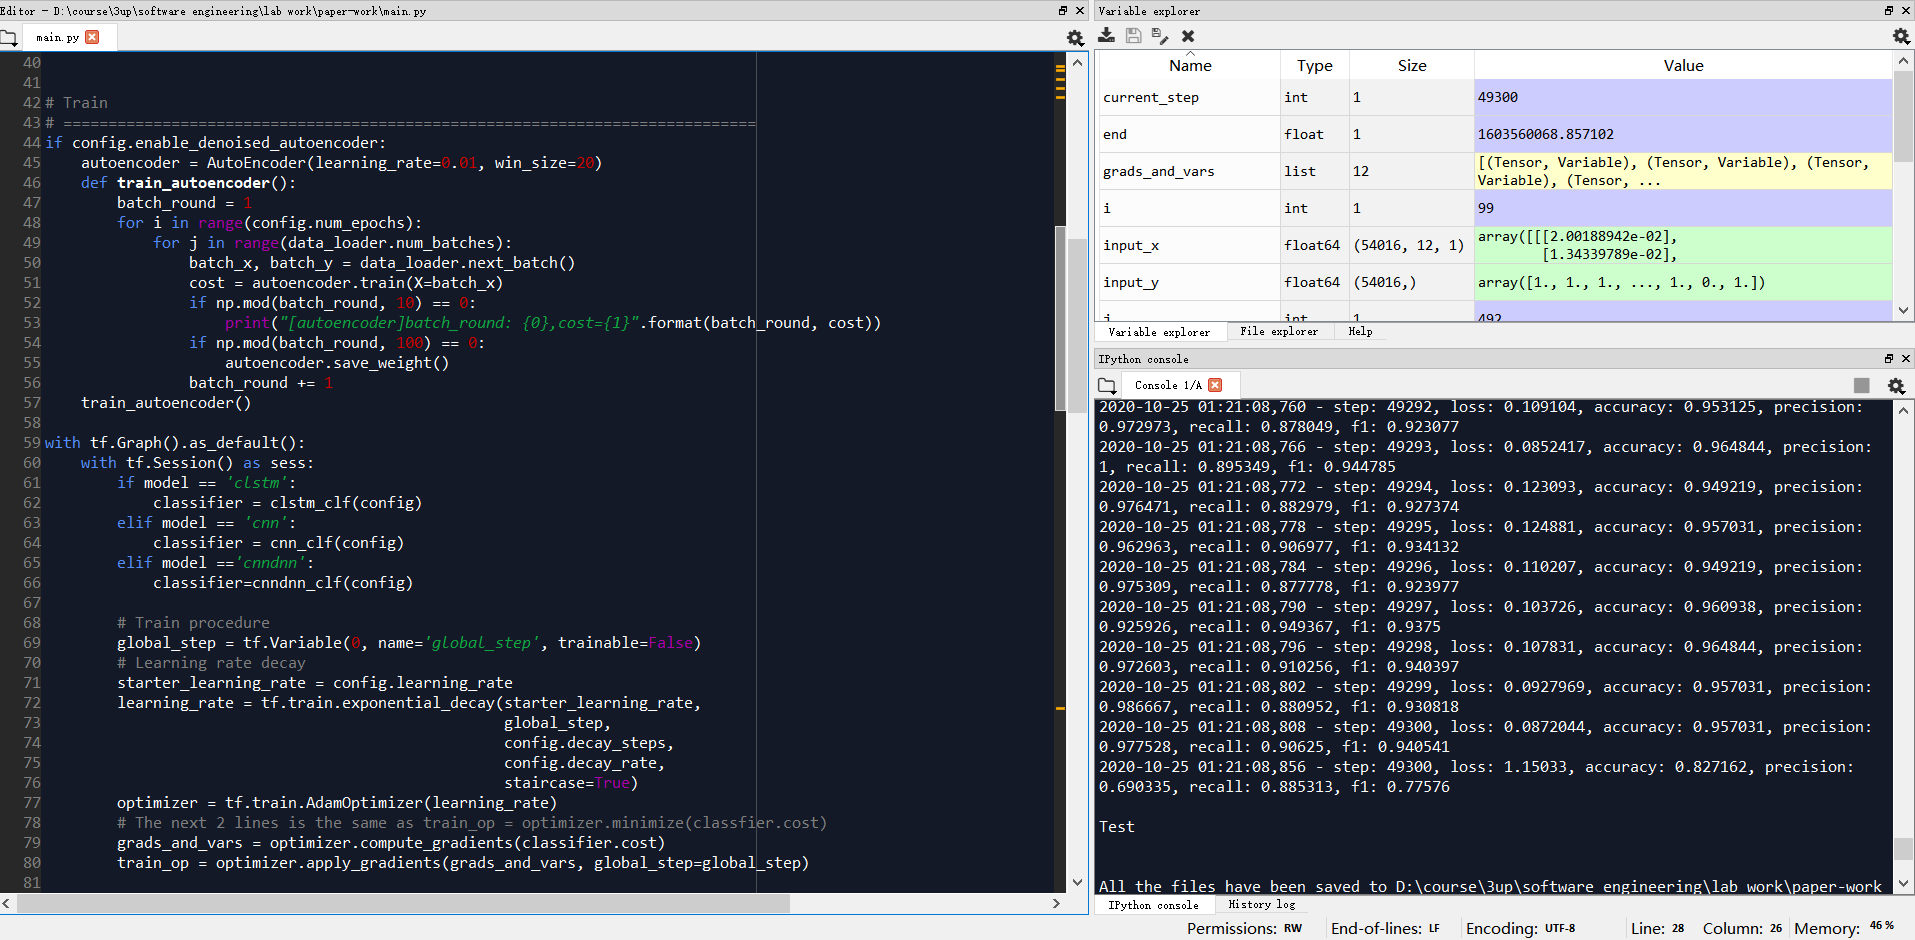 Editor - D:\course\3up\software engineering\lab work\paper-work\main.py
main.py
40
41
42 # Train
43 # =============================================================================
44 if config.enable_denoised_autoencoder:
45     autoencoder = AutoEncoder(learning_rate=0.01, win_size=20)
46     def train_autoencoder():
47         batch_round = 1
48         for i in range(config.num_epochs):
49             for j in range(data_loader.num_batches):
50                 batch_x, batch_y = data_loader.next_batch()
51                 cost = autoencoder.train(X=batch_x)
52                 if np.mod(batch_round, 10) == 0:
53                     print("[autoencoder]batch_round: {0},cost={1}".format(batch_round, cost))
54                 if np.mod(batch_round, 100) == 0:
55                     autoencoder.save_weight()
56                 batch_round += 1
57     train_autoencoder()
58
59 with tf.Graph().as_default():
60     with tf.Session() as sess:
61         if model == 'clstm':
62             classifier = clstm_clf(config)
63         elif model == 'cnn':
64             classifier = cnn_clf(config)
65         elif model =='cnndnn':
66             classifier=cnndnn_clf(config)
67
68         # Train procedure
69         global_step = tf.Variable(0, name='global_step', trainable=False)
70         # Learning rate decay
71         starter_learning_rate = config.learning_rate
72         learning_rate = tf.train.exponential_decay(starter_learning_rate,
73                                                    global_step,
74                                                    config.decay_steps,
75                                                    config.decay_rate,
76                                                    staircase=True)
77         optimizer = tf.train.AdamOptimizer(learning_rate)
78         # The next 2 lines is the same as train_op = optimizer.minimize(classfier.cost)
79         grads_and_vars = optimizer.compute_gradients(classifier.cost)
80         train_op = optimizer.apply_gradients(grads_and_vars, global_step=global_step)
81
Variable explorer
Name Type Size Value
current_step int 1 49300
end float 1 1603560068.857102
grads_and_vars list 12 [(Tensor, Variable), (Tensor, Variable), (Tensor,
Variable), (Tensor, ...
i int 1 99
input_x float64 (54016, 12, 1) array([[[2.00188942e-02],
[1.34339789e-02],
input_y float64 (54016,) array([1., 1., 1., ..., 1., 0., 1.])
j int 1 492
Variable explorer File explorer Help
IPython console
Console 1/A
2020-10-25 01:21:08,760 - step: 49292, loss: 0.109104, accuracy: 0.953125, precision:
0.972973, recall: 0.878049, f1: 0.923077
2020-10-25 01:21:08,766 - step: 49293, loss: 0.0852417, accuracy: 0.964844, precision:
1, recall: 0.895349, f1: 0.944785
2020-10-25 01:21:08,772 - step: 49294, loss: 0.123093, accuracy: 0.949219, precision:
0.976471, recall: 0.882979, f1: 0.927374
2020-10-25 01:21:08,778 - step: 49295, loss: 0.124881, accuracy: 0.957031, precision:
0.962963, recall: 0.906977, f1: 0.934132
2020-10-25 01:21:08,784 - step: 49296, loss: 0.110207, accuracy: 0.949219, precision:
0.975309, recall: 0.877778, f1: 0.923977
2020-10-25 01:21:08,790 - step: 49297, loss: 0.103726, accuracy: 0.960938, precision:
0.925926, recall: 0.949367, f1: 0.9375
2020-10-25 01:21:08,796 - step: 49298, loss: 0.107831, accuracy: 0.964844, precision:
0.972603, recall: 0.910256, f1: 0.940397
2020-10-25 01:21:08,802 - step: 49299, loss: 0.0927969, accuracy: 0.957031, precision:
0.986667, recall: 0.880952, f1: 0.930818
2020-10-25 01:21:08,808 - step: 49300, loss: 0.0872044, accuracy: 0.957031, precision:
0.977528, recall: 0.90625, f1: 0.940541
2020-10-25 01:21:08,856 - step: 49300, loss: 1.15033, accuracy: 0.827162, precision:
0.690335, recall: 0.885313, f1: 0.77576
Test
All the files have been saved to D:\course\3up\software engineering\lab work\paper-work
IPython console History log
Permissions: RW End-of-lines: LF Encoding: UTF-8 Line: 28 Column: 26 Memory: 46 %